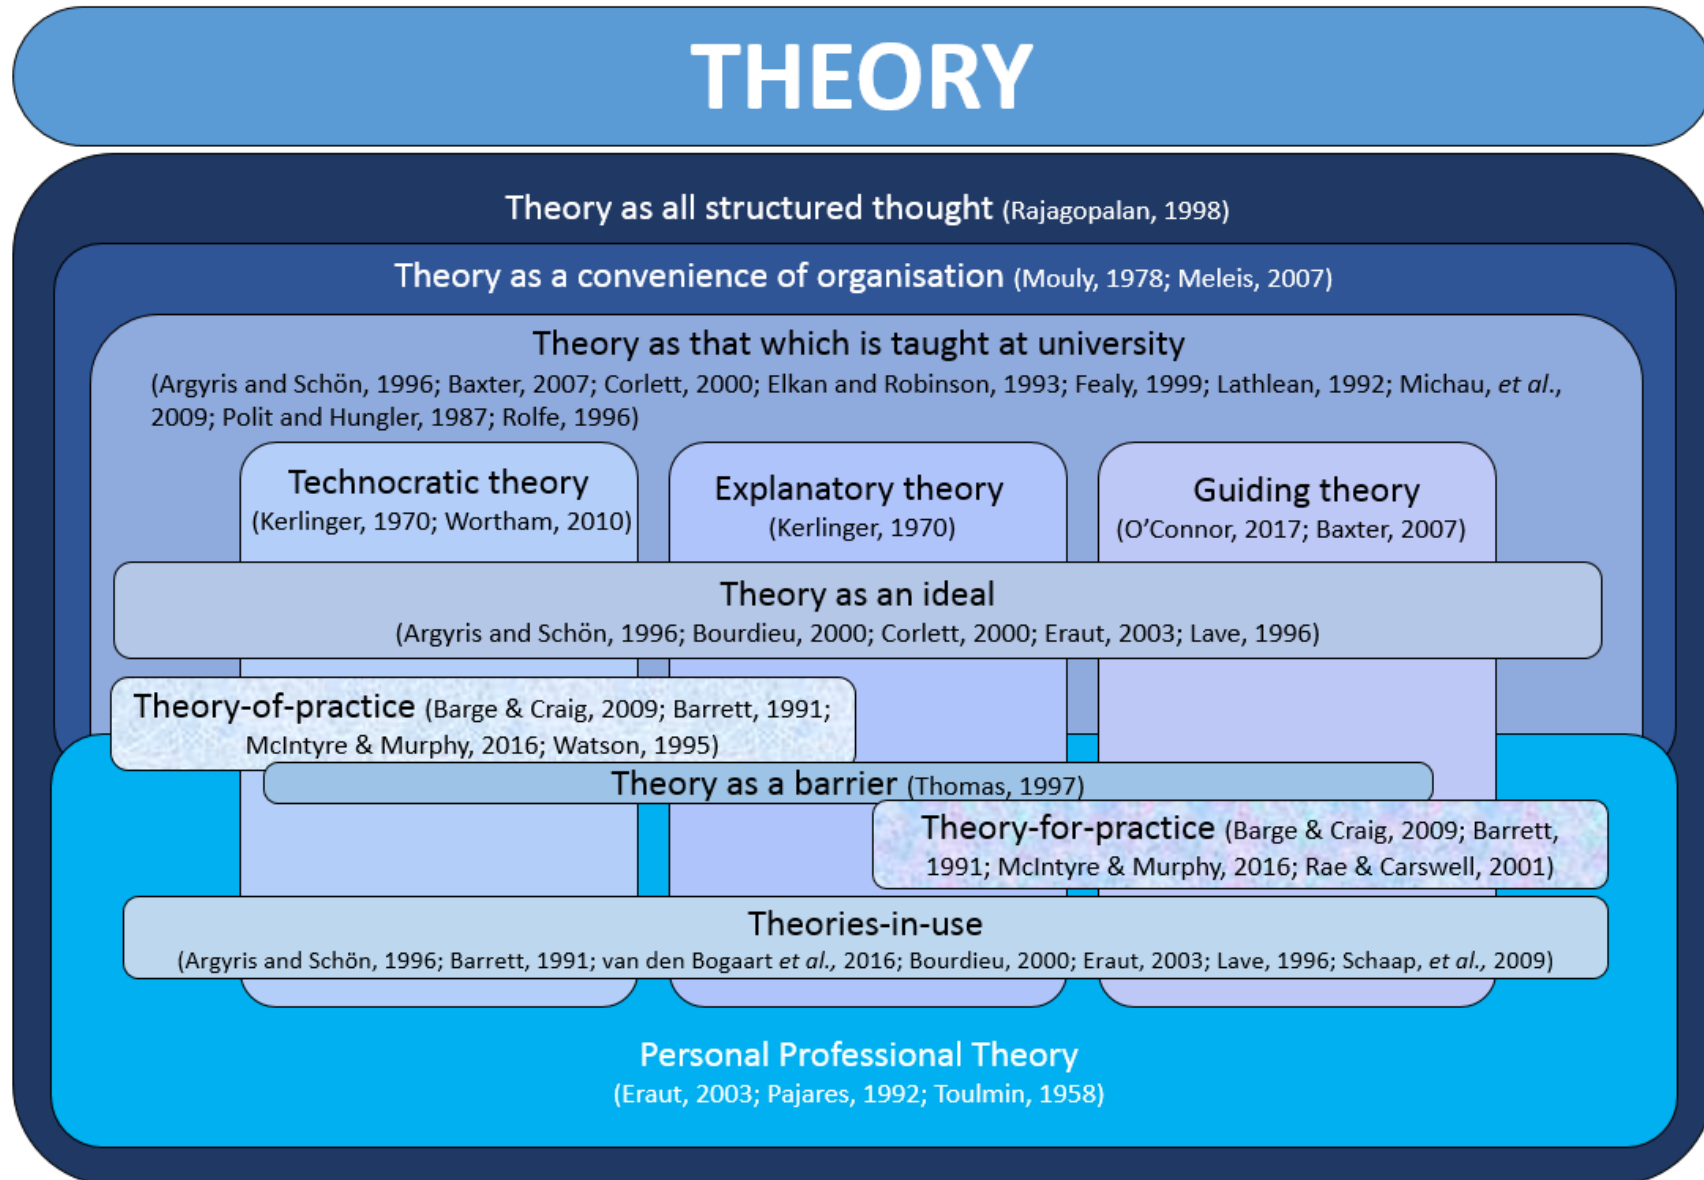 THEORY
Theory as all structured thought (Rajagopalan, 1998)
Theory as a convenience of organisation (Mouly, 1978; Meleis, 2007)
Theory as that which is taught at university
(Argyris and Schön, 1996; Baxter, 2007; Corlett, 2000; Elkan and Robinson, 1993; Fealy, 1999; Lathlean, 1992; Michau, et al.,
2009; Polit and Hungler, 1987; Rolfe, 1996)
Technocratic theory
(Kerlinger, 1970; Wortham, 2010)
Explanatory theory
(Kerlinger, 1970)
Guiding theory
(O’Connor, 2017; Baxter, 2007)
Theory as an ideal
(Argyris and Schön, 1996; Bourdieu, 2000; Corlett, 2000; Eraut, 2003; Lave, 1996)
Theory-of-practice (Barge & Craig, 2009; Barrett, 1991;
McIntyre & Murphy, 2016; Watson, 1995)
Theory as a barrier (Thomas, 1997)
Theory-for-practice (Barge & Craig, 2009; Barrett,
1991; McIntyre & Murphy, 2016; Rae & Carswell, 2001)
Theories-in-use
(Argyris and Schön, 1996; Barrett, 1991; van den Bogaart et al., 2016; Bourdieu, 2000; Eraut, 2003; Lave, 1996; Schaap, et al., 2009)
Personal Professional Theory
(Eraut, 2003; Pajares, 1992; Toulmin, 1958)